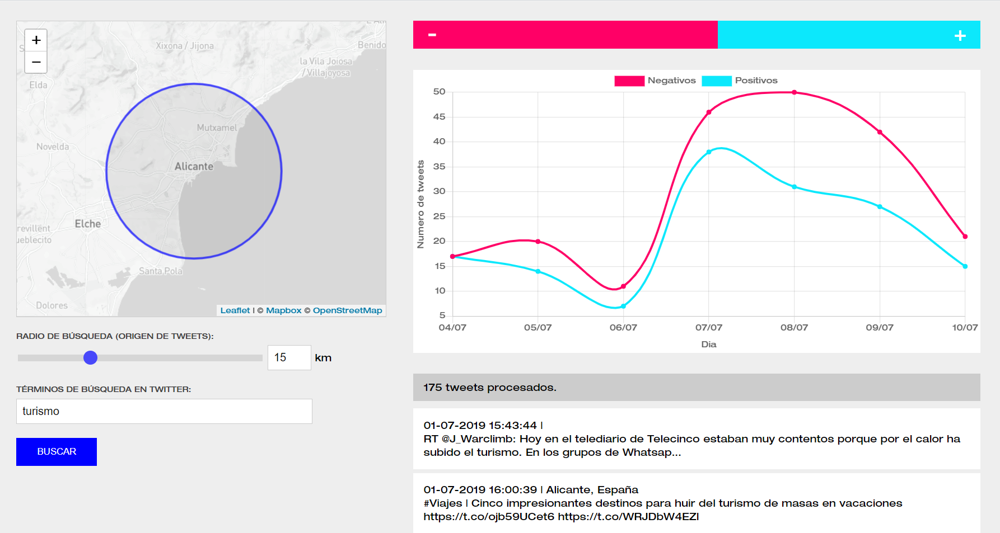 +
−
Xixona / Jijona
Benido
la Vila Joiosa
/ Villajoyosa
Elda
Mutxamel
Novelda
Alicante
Elche
revillent
Santa Pola
Dolores
Leaflet | © Mapbox © OpenStreetMap
RADIO DE BÚSQUEDA (ORIGEN DE TWEETS):
15 km
TÉRMINOS DE BÚSQUEDA EN TWITTER:
turismo
BUSCAR
- +
Negativos Positivos
Numero de tweets
50
45
40
35
30
25
20
15
10
5
04/07 05/07 06/07 07/07 08/07 09/07 10/07
Dia
175 tweets procesados.
01-07-2019 15:43:44 |
RT @J_Warclimb: Hoy en el telediario de Telecinco estaban muy contentos porque por el calor ha
subido el turismo. En los grupos de Whatsap...
01-07-2019 16:00:39 | Alicante, España
#Viajes | Cinco impresionantes destinos para huir del turismo de masas en vacaciones
https://t.co/ojb59UCet6 https://t.co/WRJDbW4EZl